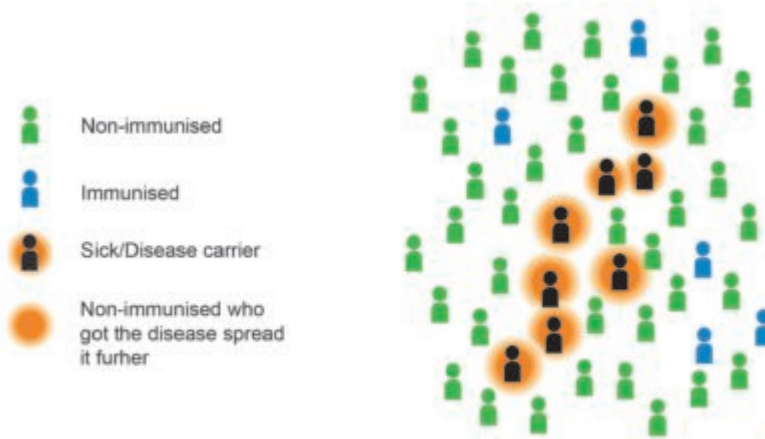 Non-immunised
Immunised
Sick/Disease carrier
Non-immunised who
got the disease spread
it furher